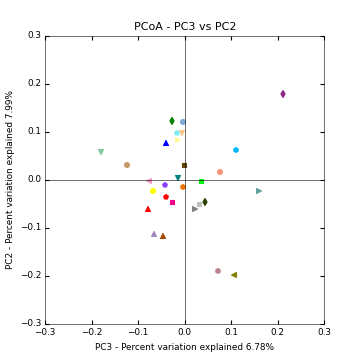 PCoA - PC3 vs PC2
0.3
0.2
0.1
0.0
−0.1
−0.2
−0.3
PC2 - Percent variation explained 7.99%
−0.3 −0.2 −0.1 0.0 0.1 0.2 0.3
PC3 - Percent variation explained 6.78%